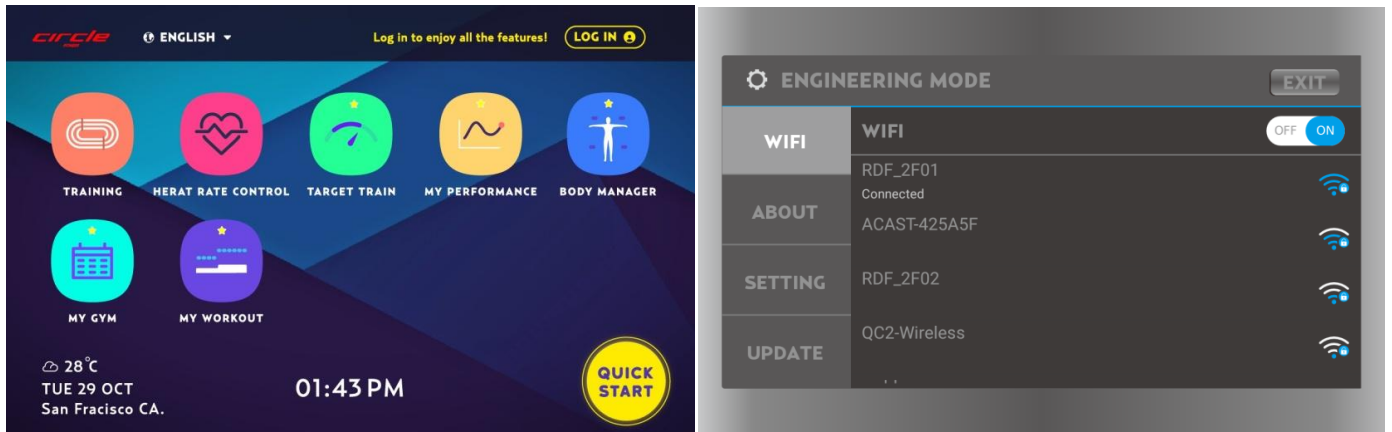 circle
ENGLISH
Log in to enjoy all the features!
LOG IN
TRAINING
HERAT RATE CONTROL
TARGET TRAIN
MY PERFORMANCE
BODY MANAGER
MY GYM
MY WORKOUT
28°C
TUE 29 OCT
San Fracisco CA.
01:43 PM
QUICK
START
ENGINEERING MODE
EXIT
WIFI
ABOUT
SETTING
UPDATE
WIFI
OFF ON
RDF_2F01
Connected
ACAST-425A5F
RDF_2F02
QC2-Wireless